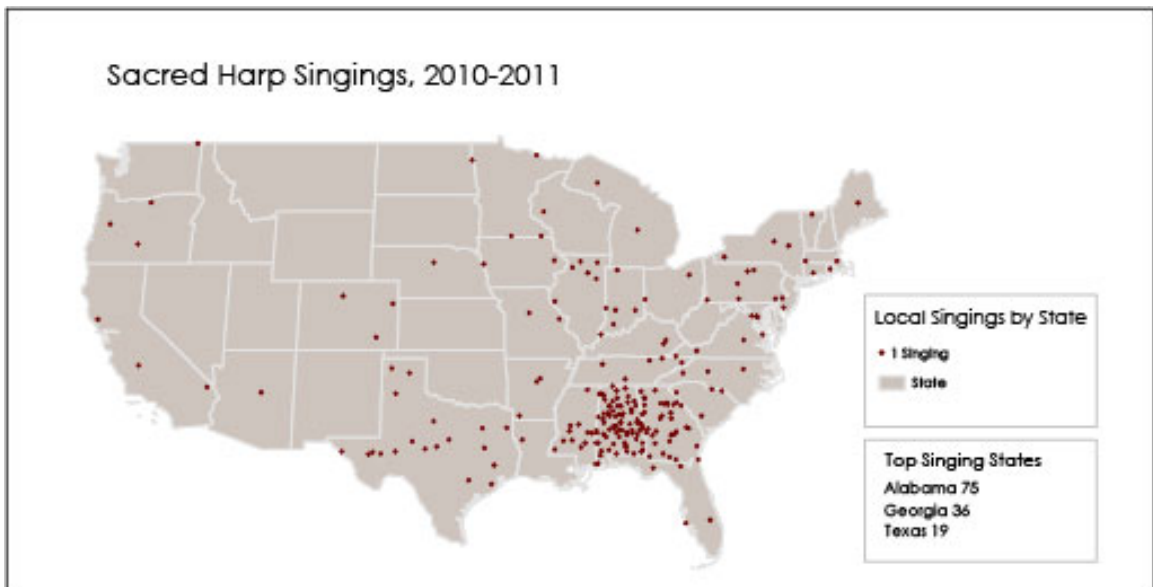 Sacred Harp Singings, 2010-2011
Local Singings by State
1 Singing
State
Top Singing States
Alabama 75
Georgia 36
Texas 19